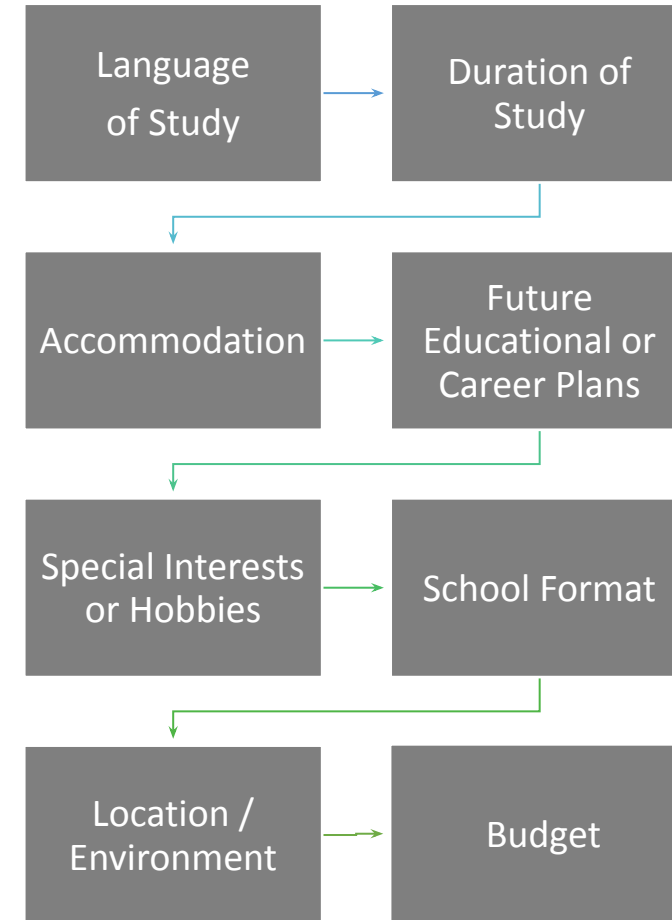 Language
of Study
Duration of
Study
Accommodation
Future
Educational or
Career Plans
Special Interests
or Hobbies
School Format
Location /
Environment
Budget